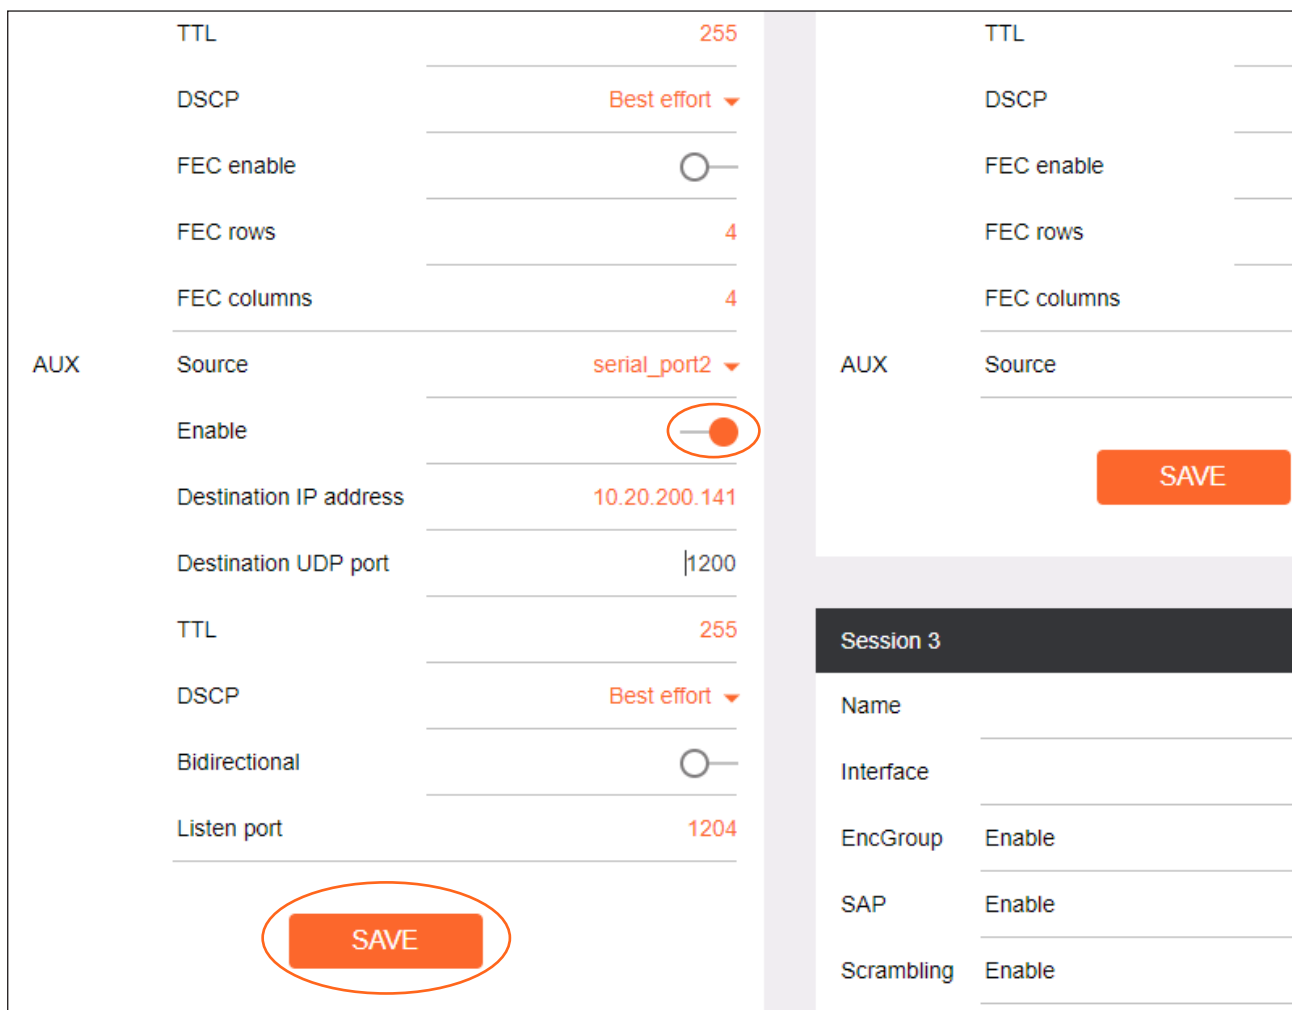 TTL 255
DSCP Best effort
FEC enable
FEC rows 4
FEC columns 4
AUX Source serial_port2
Enable
Destination IP address 10.20.200.141
Destination UDP port 1200
TTL 255
DSCP Best effort
Bidirectional
Listen port 1204
SAVE
TTL
DSCP
FEC enable
FEC rows
FEC columns
AUX Source
SAVE
Session 3
Name
Interface
EncGroup Enable
SAP Enable
Scrambling Enable